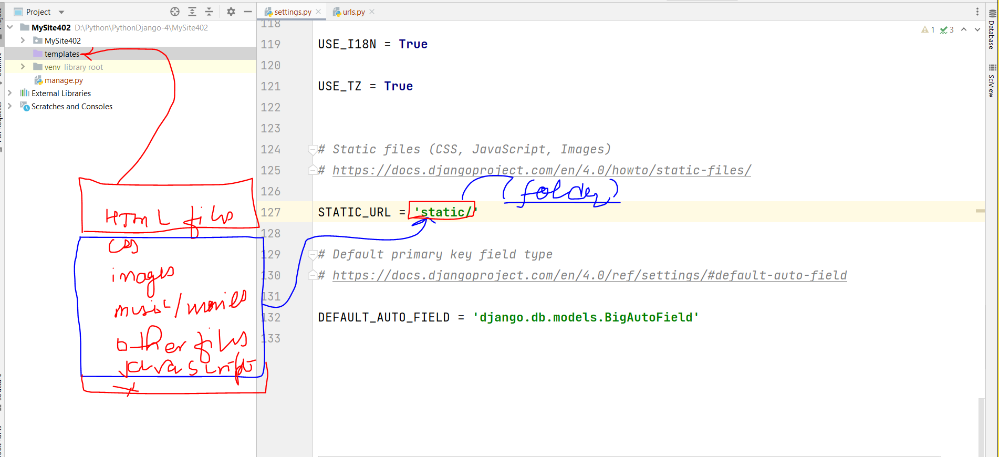 Project
MySite402 D:\Python\PythonDjango-4\MySite402
MySite402
templates
venv library root
manage.py
External Libraries
Scratches and Consoles
HTML files
CSS
images
music/movies
other files
Javascript
settings.py
urls.py
1 3
118
119 USE_I18N = True
120
121 USE_TZ = True
122
123
124 # Static files (CSS, JavaScript, Images)
125 # https://docs.djangoproject.com/en/4.0/howto/static-files/
126
(folder)
127 STATIC_URL = 'static/'
128
129 # Default primary key field type
130 # https://docs.djangoproject.com/en/4.0/ref/settings/#default-auto-field
131
132 DEFAULT_AUTO_FIELD = 'django.db.models.BigAutoField'
133
Database
SciView